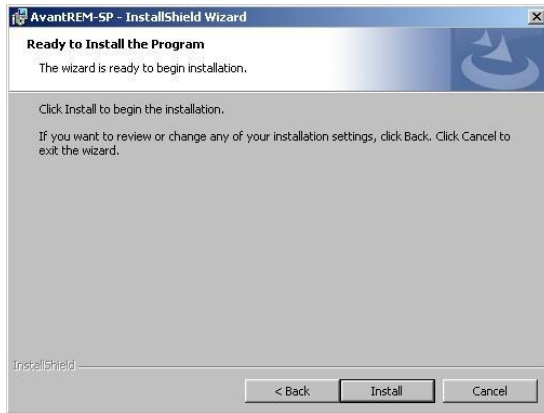 AvantREM-SP - InstallShield Wizard
Ready to Install the Program
The wizard is ready to begin installation.
Click Install to begin the installation.
If you want to review or change any of your installation settings, click Back. Click Cancel to
exit the wizard.
InstallShield
< Back Install Cancel